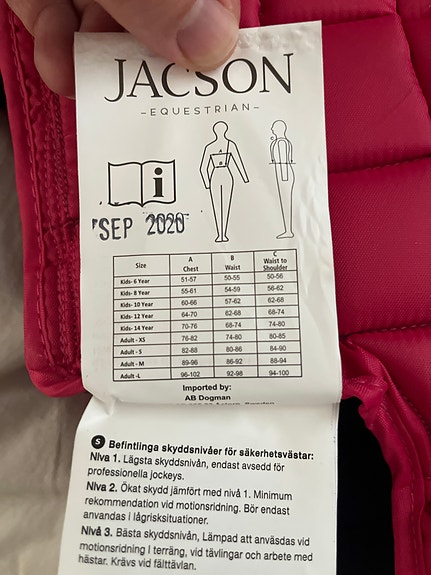 JACSON
-EQUESTRIAN-
i
A
B
C
SEP 2020
Size A Chest B Waist C Waist to Shoulder
Kids- 6 Year 51-57 50-55 50-56
Kids- 8 Year 55-61 54-59 56-62
Kids- 10 Year 60-66 57-62 62-68
Kids- 12 Year 64-70 62-68 68-74
Kids- 14 Year 70-76 68-74 74-80
Adult - XS 76-82 74-80 80-85
Adult - S 82-88 80-86 84-90
Adult - M 89-96 86-92 88-94
Adult -L 96-102 92-98 94-100
Imported by:
AB Dogman
S Befintlinga skyddsnivåer för säkerhetsvästar:
Niva 1. Lägsta skyddsnivån, endast avsedd för
professionella jockeys.
Niva 2. Ökat skydd jämfört med nivå 1. Minimum
rekommendation vid motionsridning. Bör endast
anvandas i lågrisksituationer.
Nivå 3. Bästa skyddsnivån, Lämpad att avnäsdas vid
motionsridning i terräng, vid tävlingar och arbete med
hästar. Krävs vid fälttävlan.